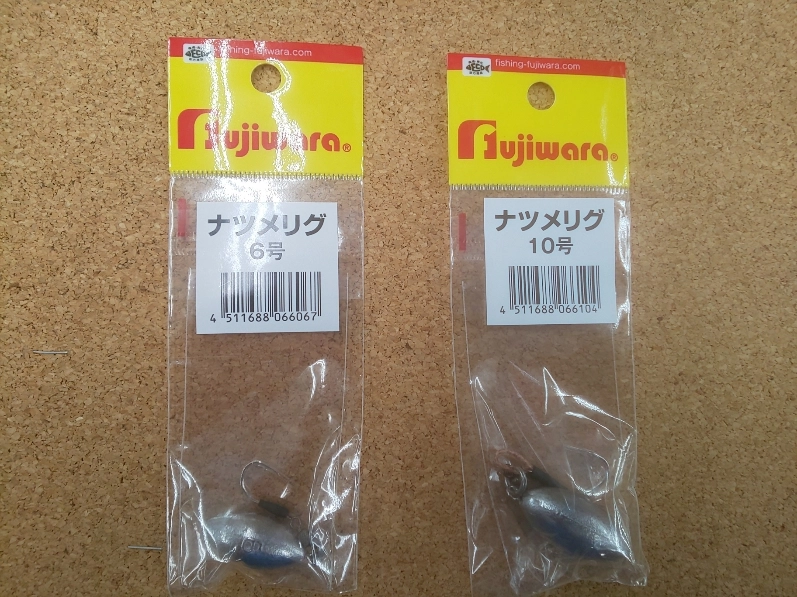 fishing-fujiwara.com
Fujiwara®
ナツメリグ
6号
4 511688 066067
fishing-fujiwara.com
Fujiwara®
ナツメリグ
10号
4 511688 066104